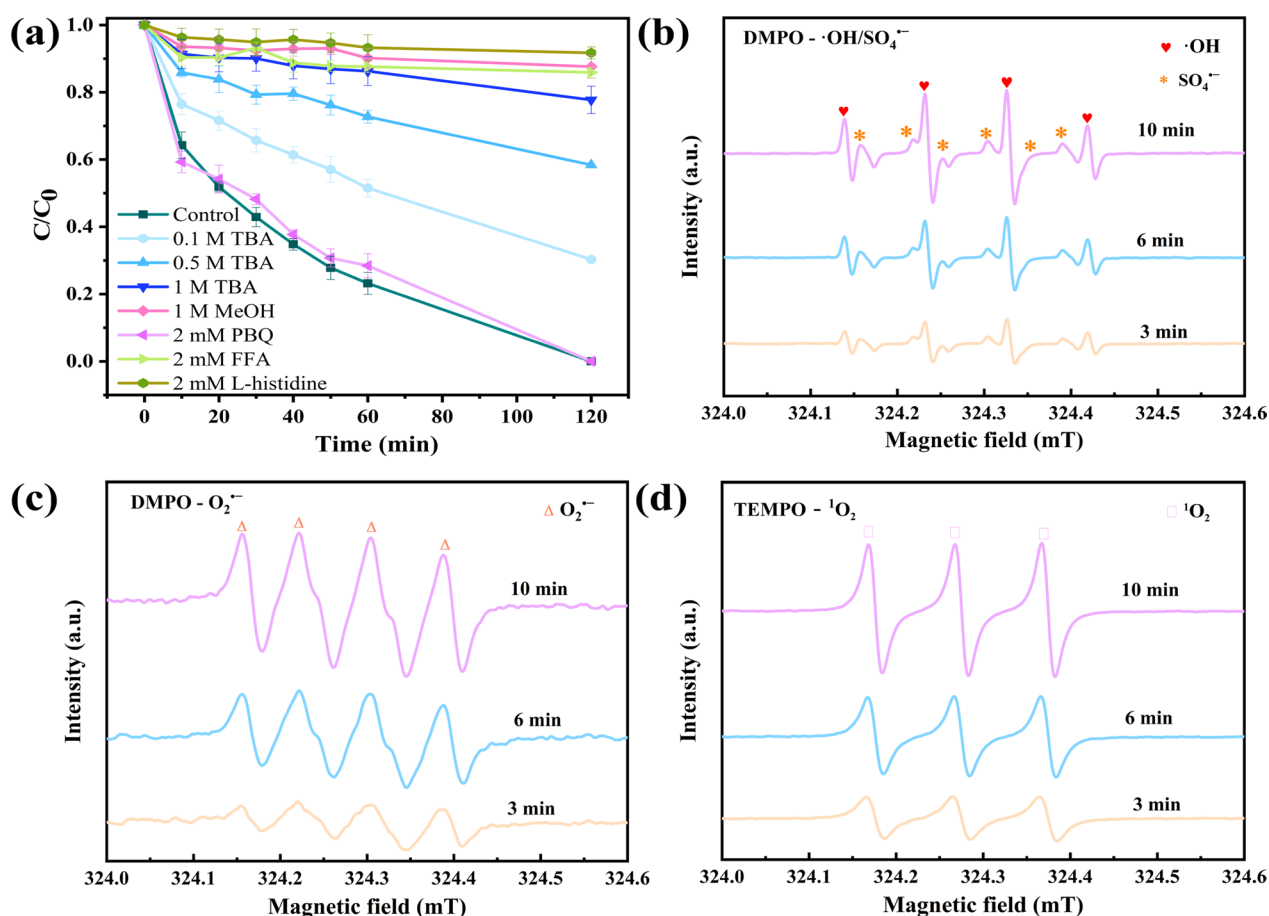 (a)
1.0
0.8
0.6
0.4
0.2
0.0
C/C₀
Control
0.1 M TBA
0.5 M TBA
1 M TBA
1 M MeOH
2 mM PBQ
2 mM FFA
2 mM L-histidine
0 20 40 60 80 100 120
Time (min)
(b)
DMPO - ·OH/SO₄•−
·OH
SO₄•−
10 min
6 min
3 min
Intensity (a.u.)
324.0 324.1 324.2 324.3 324.4 324.5 324.6
Magnetic field (mT)
(c)
DMPO - O₂•−
O₂•−
10 min
6 min
3 min
Intensity (a.u.)
324.0 324.1 324.2 324.3 324.4 324.5 324.6
Magnetic field (mT)
(d)
TEMPO - ¹O₂
¹O₂
10 min
6 min
3 min
Intensity (a.u.)
324.0 324.1 324.2 324.3 324.4 324.5 324.6
Magnetic field (mT)